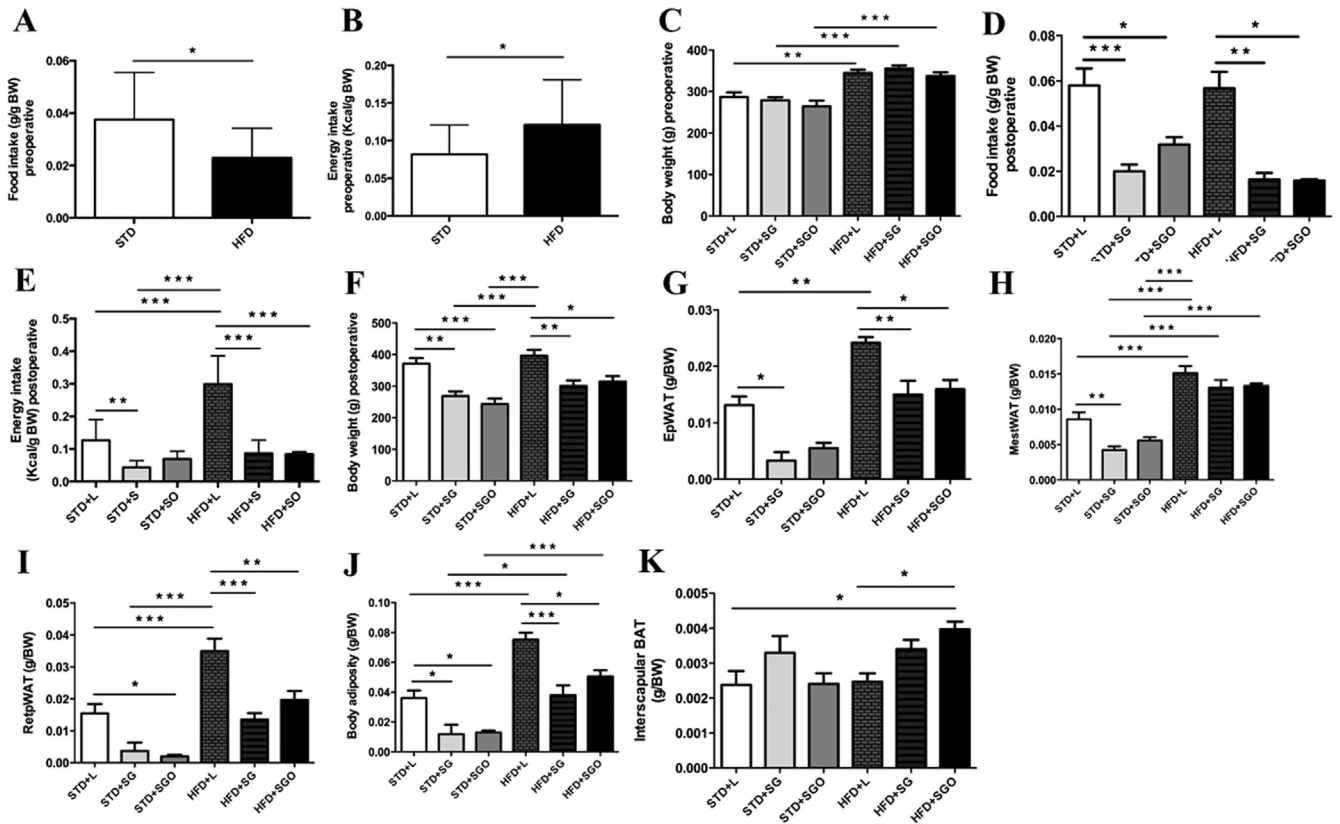 A
*
Food intake (g/g BW)
preoperative
0.06
0.04
0.02
0.00
STD
HFD
B
*
Energy intake
preoperative (Kcal/g BW)
0.20
0.15
0.10
0.05
0.00
STD
HFD
C
***
***
**
Body weight (g) preoperative
400
300
200
100
0
STD+L
STD+SG
STD+SGO
HFD+L
HFD+SG
HFD+SGO
D
*
*
***
**
Food intake (g/g BW)
postoperative
0.08
0.06
0.04
0.02
0.00
STD+L
STD+SG
STD+SGO
HFD+L
HFD+SG
HFD+SGO
E
***
***
***
***
**
Energy intake
(Kcal/g BW) postoperative
0.5
0.4
0.3
0.2
0.1
0.0
STD+L
STD+S
STD+SO
HFD+L
HFD+S
HFD+SO
F
***
***
*
***
**
**
Body weight (g) postoperative
500
400
300
200
100
0
STD+L
STD+SG
STD+SGO
HFD+L
HFD+SG
HFD+SGO
G
**
*
**
*
EpWAT (g/BW)
0.03
0.02
0.01
0.00
STD+L
STD+SG
STD+SGO
HFD+L
HFD+SG
HFD+SGO
H
***
***
***
***
***
**
MestWAT (g/BW)
0.020
0.015
0.010
0.005
0.000
STD+L
STD+SG
STD+SGO
HFD+L
HFD+SG
HFD+SGO
I
**
***
***
***
*
RetpWAT (g/BW)
0.05
0.04
0.03
0.02
0.01
0.00
STD+L
STD+SG
STD+SGO
HFD+L
HFD+SG
HFD+SGO
J
***
*
***
*
***
*
*
Body adiposity (g/BW)
0.10
0.08
0.06
0.04
0.02
0.00
STD+L
STD+SG
STD+SGO
HFD+L
HFD+SG
HFD+SGO
K
*
*
Interscapular BAT
(g/BW)
0.005
0.004
0.003
0.002
0.001
0.000
STD+L
STD+SG
STD+SGO
HFD+L
HFD+SG
HFD+SGO